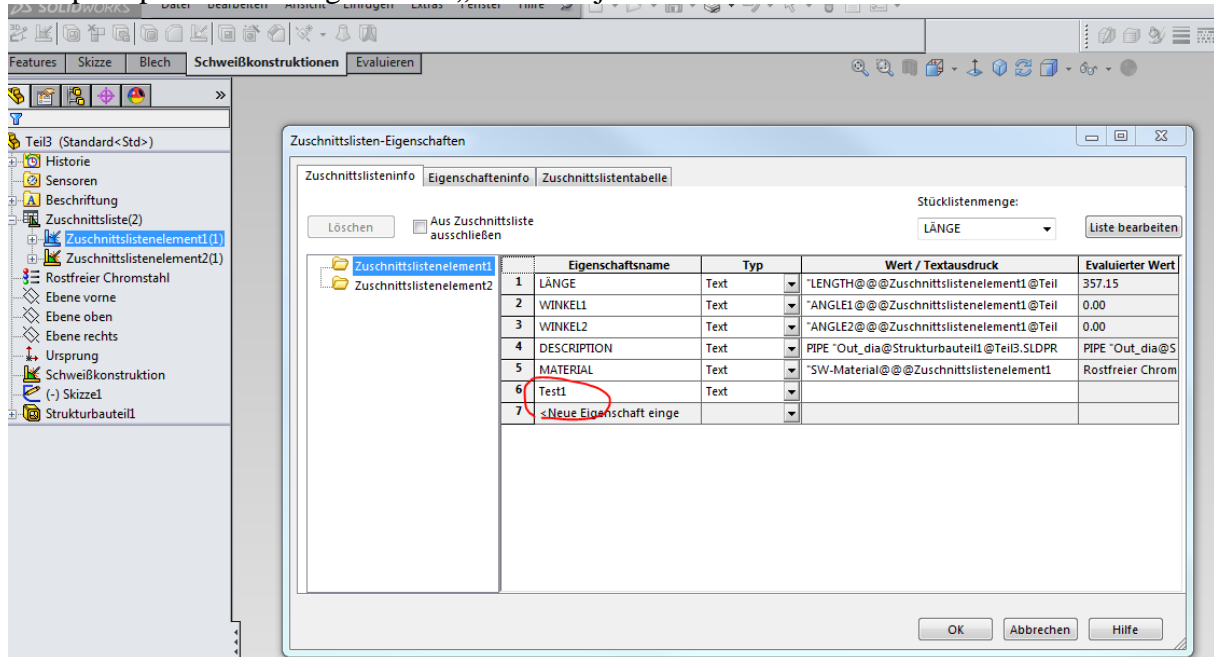 SOLIDWORKS Datei Bearbeiten Ansicht Einfügen Extras Fenster Hilfe
Features Skizze Blech Schweißkonstruktionen Evaluieren
Teil3 (Standard<Std>)
Historie
Sensoren
Beschriftung
Zuschnittsliste(2)
Zuschnittslistenelement1(1)
Zuschnittslistenelement2(1)
Rostfreier Chromstahl
Ebene vorne
Ebene oben
Ebene rechts
Ursprung
Schweißkonstruktion
(-) Skizze1
Strukturbauteil1
Zuschnittslisten-Eigenschaften
Zuschnittslisteninfo Eigenschafteninfo Zuschnittslistentabelle
Stücklistenmenge:
Löschen Aus Zuschnittsliste ausschließen LÄNGE Liste bearbeiten
Zuschnittslistenelement1
Zuschnittslistenelement2
Eigenschaftsname Typ Wert / Textausdruck Evaluierter Wert
1 LÄNGE Text "LENGTH@@@Zuschnittslistenelement1@Teil 357.15
2 WINKEL1 Text "ANGLE1@@@Zuschnittslistenelement1@Teil 0.00
3 WINKEL2 Text "ANGLE2@@@Zuschnittslistenelement1@Teil 0.00
4 DESCRIPTION Text PIPE "Out_dia@Strukturbauteil1@Teil3.SLDPR PIPE "Out_dia@S
5 MATERIAL Text "SW-Material@@@Zuschnittslistenelement1 Rostfreier Chrom
6 Test1 Text
7 <Neue Eigenschaft einge
OK Abbrechen Hilfe